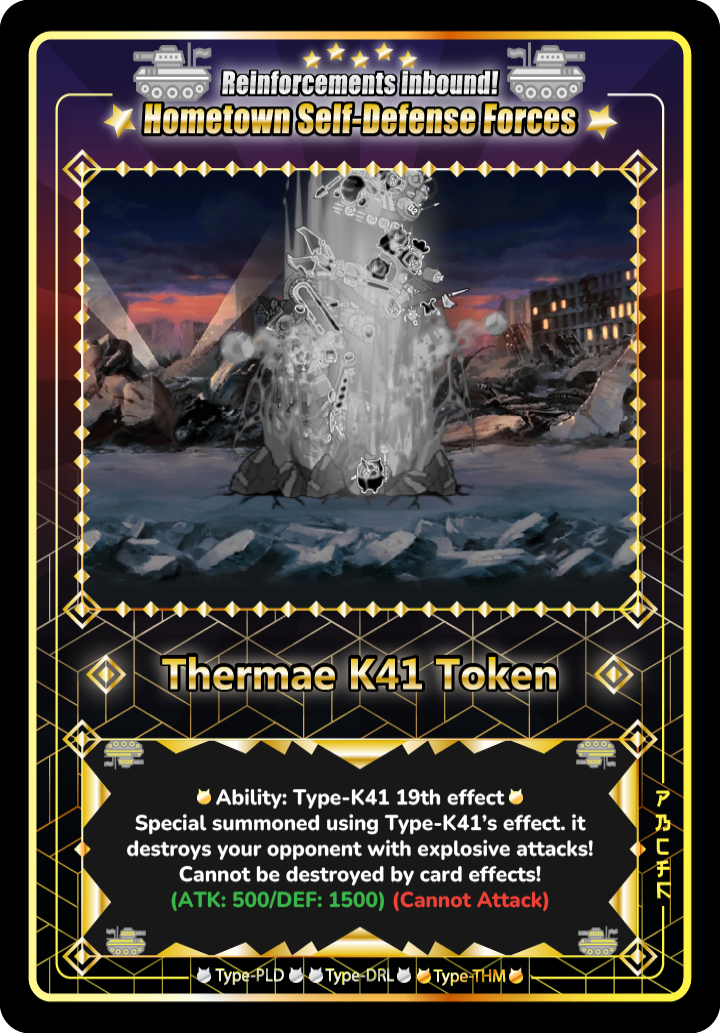 Reinforcements inbound!
Hometown Self-Defense Forces
Thermae K41 Token
Ability: Type-K41 19th effect
Special summoned using Type-K41’s effect. it
destroys your opponent with explosive attacks!
Cannot be destroyed by card effects!
(ATK: 500/DEF: 1500) (Cannot Attack)
Type-PLD Type-DRL Type-THM